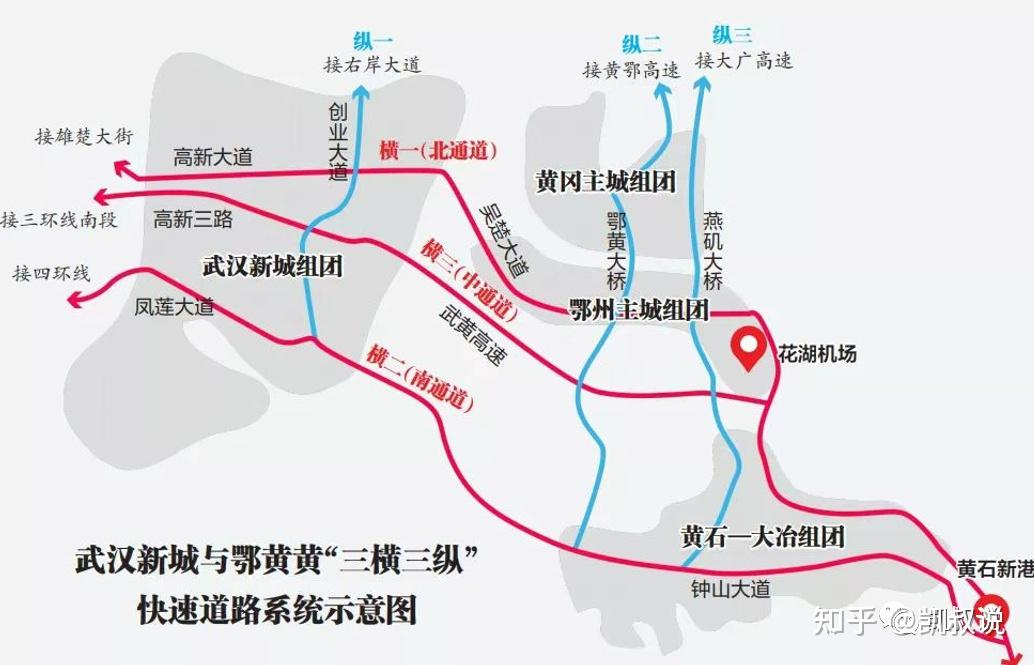 纵一
接右岸大道
纵二
接黄鄂高速
纵三
接大广高速
创业大道
接雄楚大街
高新大道
横一(北通道)
黄冈主城组团
接三环线南段
高新三路
吴楚大道
鄂黄大桥
燕矶大桥
接四环线
武汉新城组团
横三(中通道)
凤莲大道
武黄高速
鄂州主城组团
花湖机场
横二(南通道)
黄石—大冶组团
武汉新城与鄂黄黄“三横三纵”
快速道路系统示意图
钟山大道
黄石新港
知乎 @凯叔说